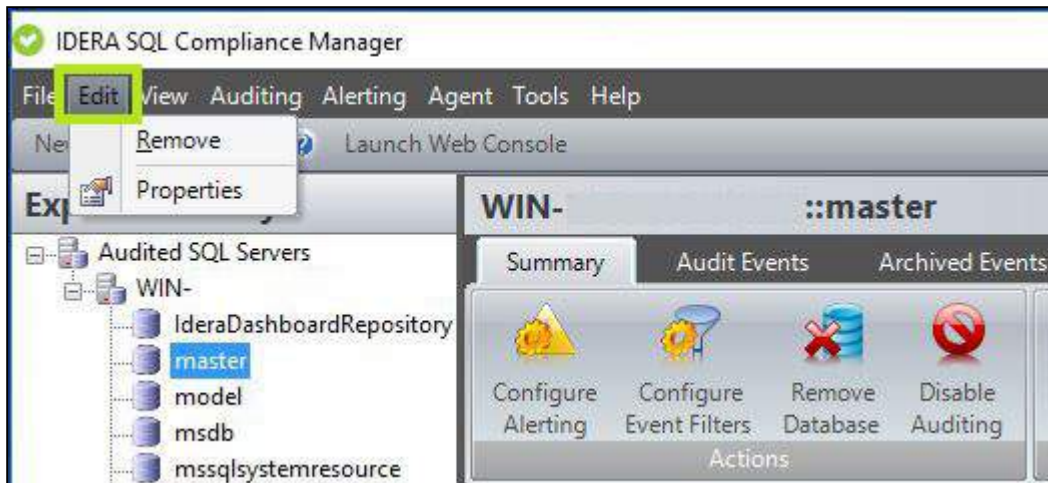 IDERA SQL Compliance Manager
File Edit View Auditing Alerting Agent Tools Help
Remove
Launch Web Console
Properties
WIN- ::master
Audited SQL Servers
Summary Audit Events Archived Events
WIN-
IderaDashboardRepository
master
model
msdb
mssqlsystemresource
Configure Alerting
Configure Event Filters
Remove Database
Disable Auditing
Actions